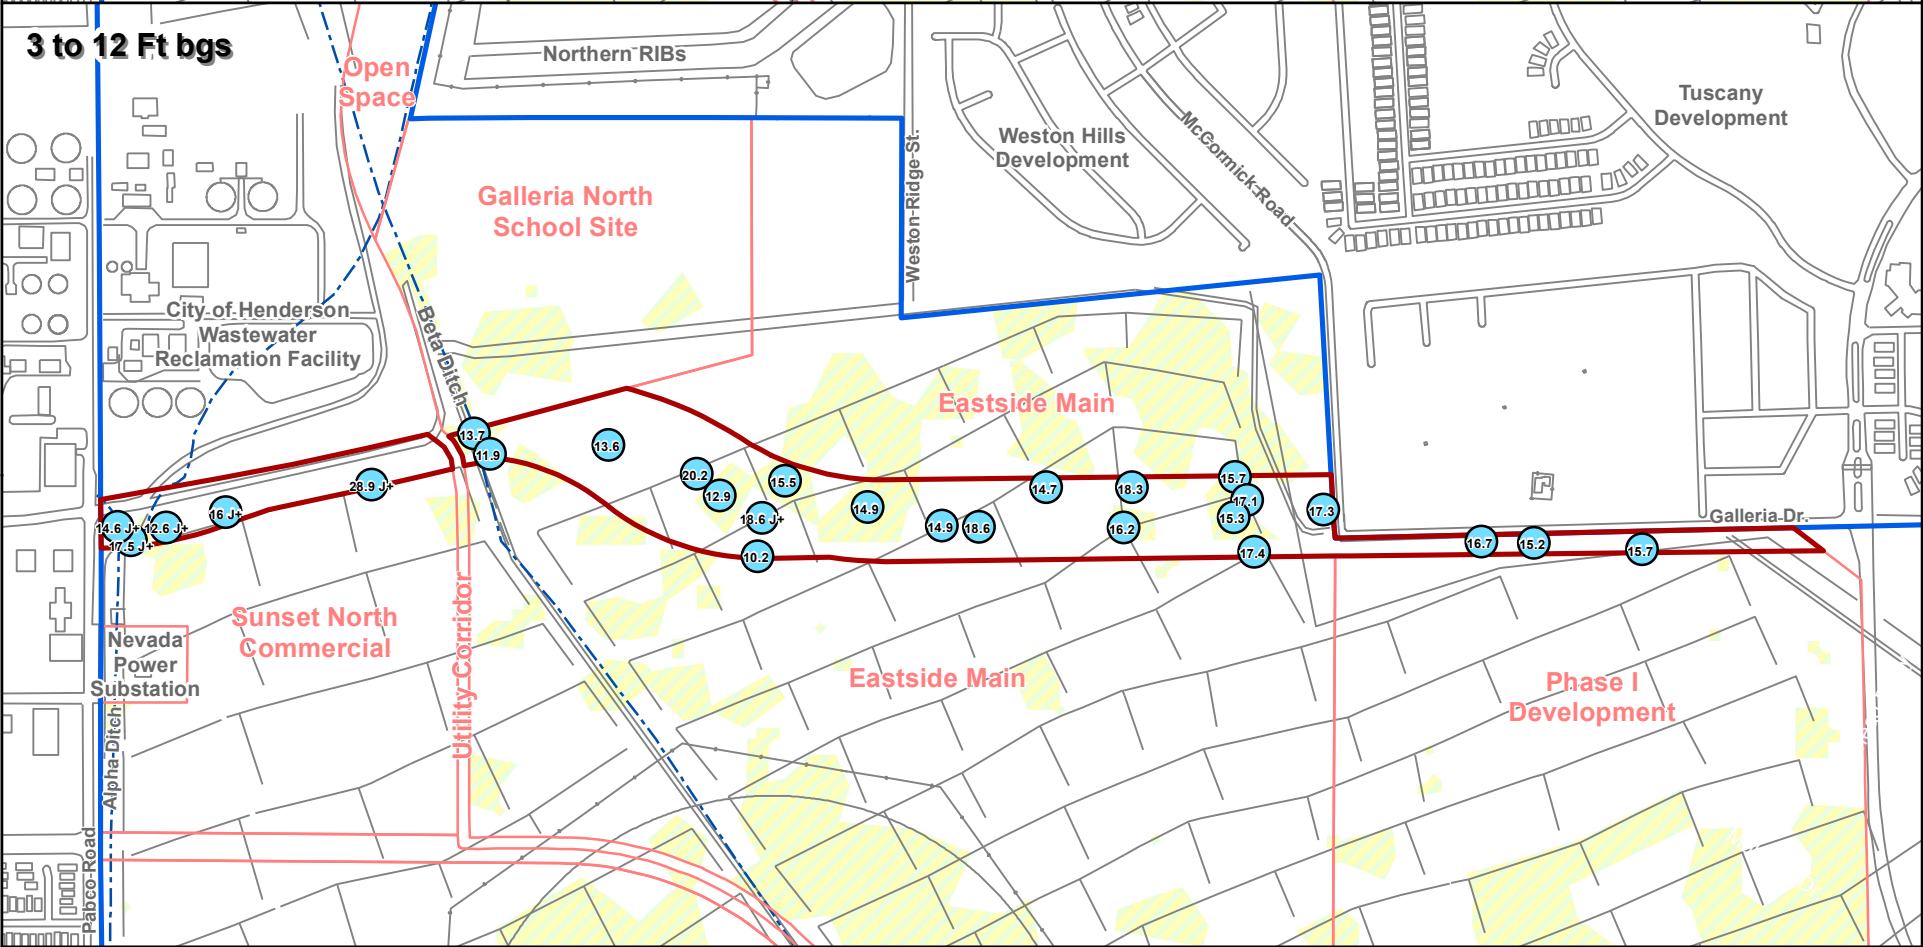 3 to 12 Ft bgs
Northern RIBs
Open
Space
Tuscany
Development
Weston Hills
Development
McCormick Road
Weston Ridge St.
Galleria North
School Site
City of Henderson
Wastewater
Reclamation Facility
Beta Ditch
Eastside Main
13.7
11.9
13.6
20.2
12.9
15.5
18.6 J+
10.2
14.9
14.9
18.6
14.7
18.3
16.2
15.7
17.1
15.3
17.4
17.3
16.7
15.2
15.7
Galleria Dr.
28.9 J+
16 J+
14.6 J+
12.6 J+
17.5 J+
Sunset North
Commercial
Utility Corridor
Nevada
Power
Substation
Alpha Ditch
Pabco Road
Eastside Main
Phase I
Development